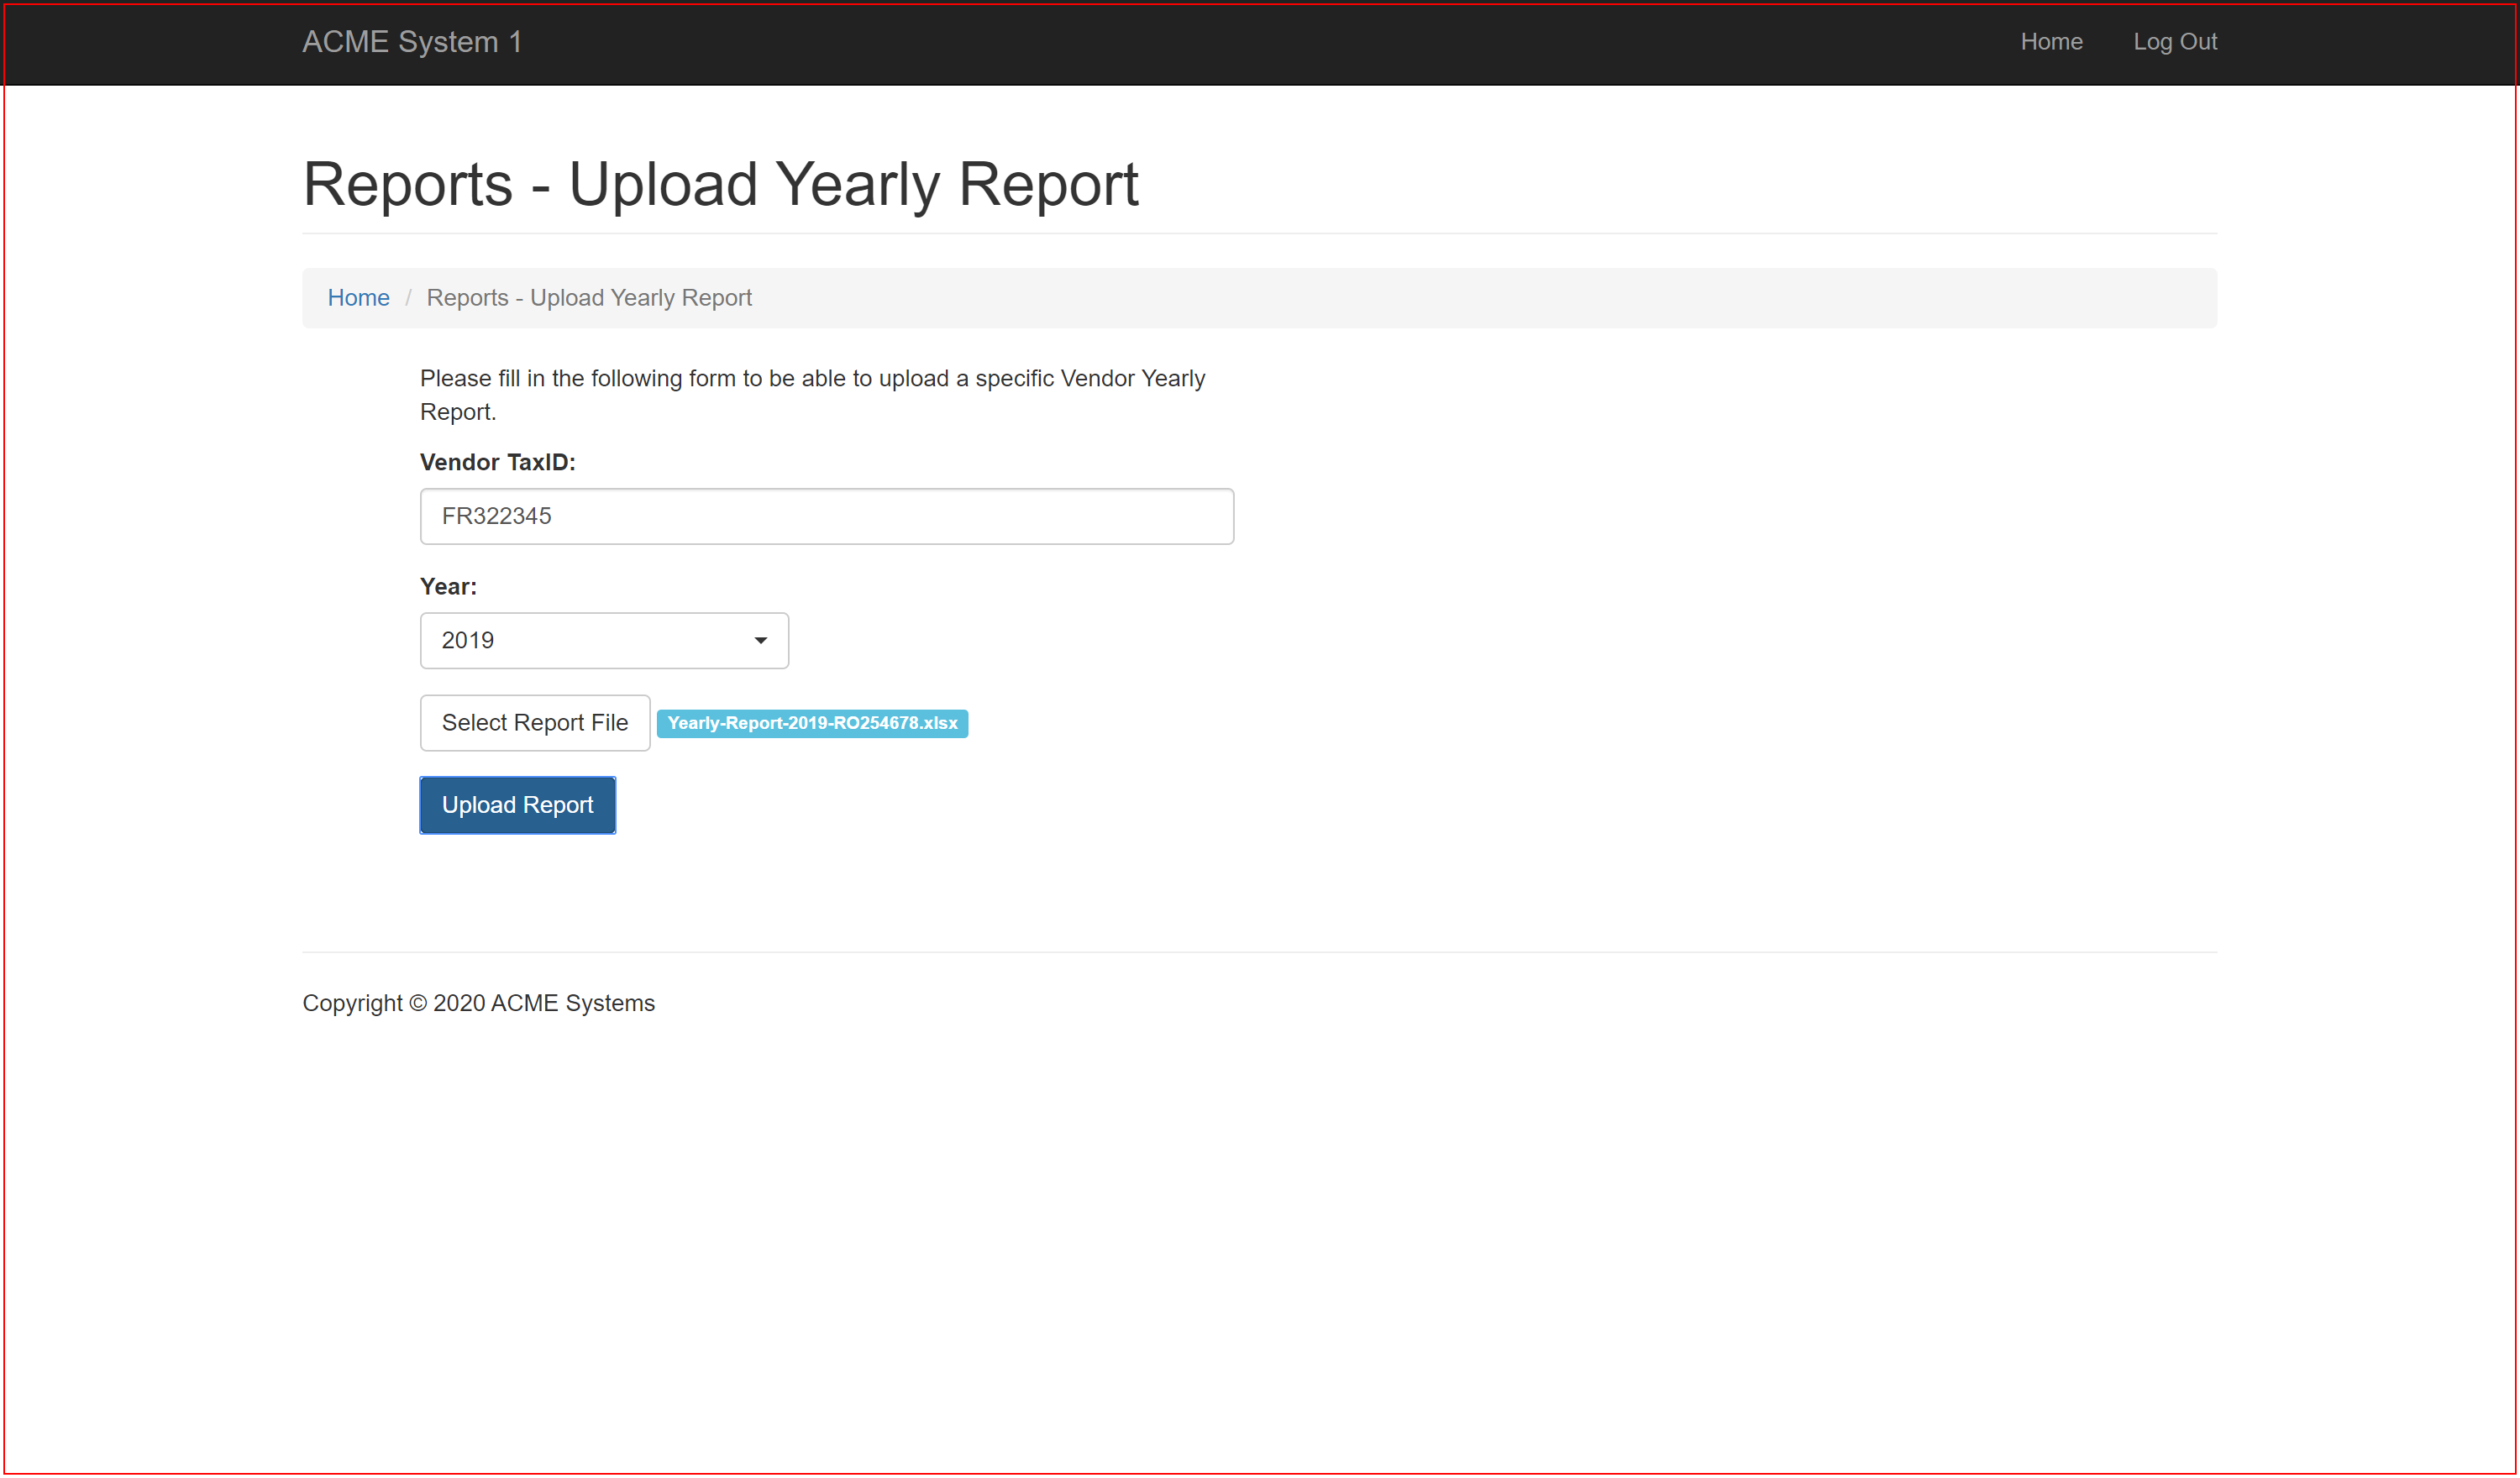 ACME System 1
Home
Log Out
Reports - Upload Yearly Report
Home / Reports - Upload Yearly Report
Please fill in the following form to be able to upload a specific Vendor Yearly
Report.
Vendor TaxID:
FR322345
Year:
2019
Select Report File
Yearly-Report-2019-RO254678.xlsx
Upload Report
Copyright © 2020 ACME Systems